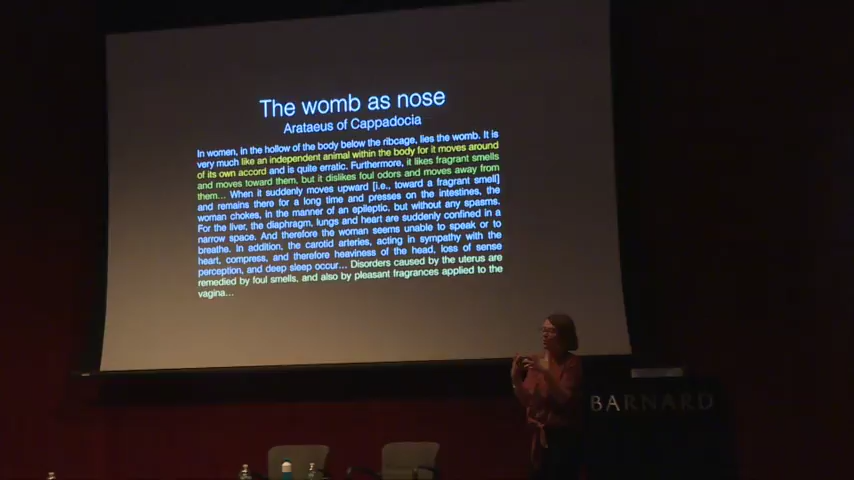 The womb as nose
Arataeus of Cappadocia
In women, in the hollow of the body below the ribcage, lies the womb. It is
very much like an independent animal within the body for it moves around
of its own accord and is quite erratic. Furthermore, it likes fragrant smells
and moves toward them, but it dislikes foul odors and moves away from
them... When it suddenly moves upward [i.e., toward a fragrant smell]
and remains there for a long time and presses on the intestines, the
woman chokes, in the manner of an epileptic, but without any spasms.
For the liver, the diaphragm, lungs and heart are suddenly confined in a
narrow space. And therefore the woman seems unable to speak or to
breathe. In addition, the carotid arteries, acting in sympathy with the
heart, compress, and therefore heaviness of the head, loss of sense
perception, and deep sleep occur... Disorders caused by the uterus are
remedied by foul smells, and also by pleasant fragrances applied to the
vagina...
BARNARD